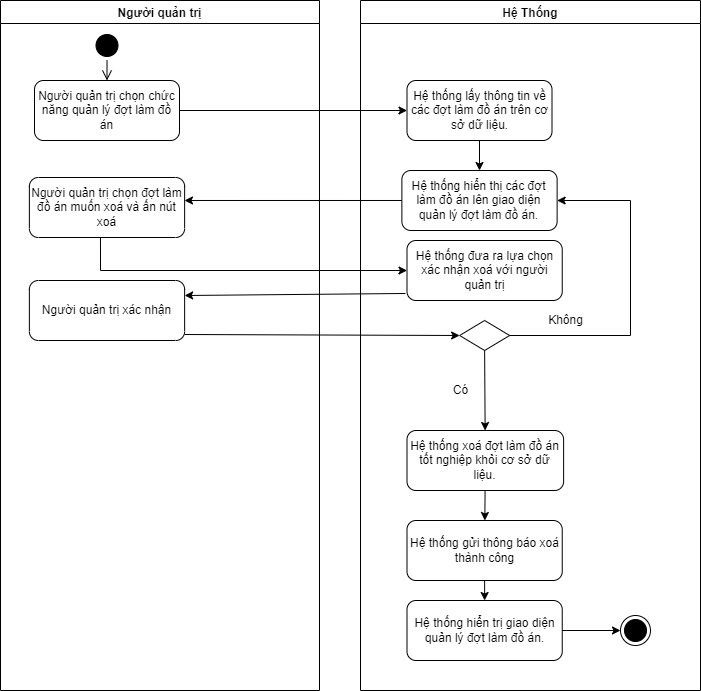 Người quản trị
Hệ Thống
Người quản trị chọn chức
năng quản lý đợt làm đồ
án
Hệ thống lấy thông tin về
các đợt làm đồ án trên cơ
sở dữ liệu.
Người quản trị chọn đợt làm
đồ án muốn xoá và ấn nút
xoá
Hệ thống hiển thị các đợt
làm đồ án lên giao diện
quản lý đợt làm đồ án.
Hệ thống đưa ra lựa chọn
xác nhận xoá với người
quản trị
Người quản trị xác nhận
Không
Có
Hệ thống xoá đợt làm đồ án
tốt nghiệp khỏi cơ sở dữ
liệu.
Hệ thống gửi thông báo xoá
thành công
Hệ thống hiển trị giao diện
quản lý đợt làm đồ án.